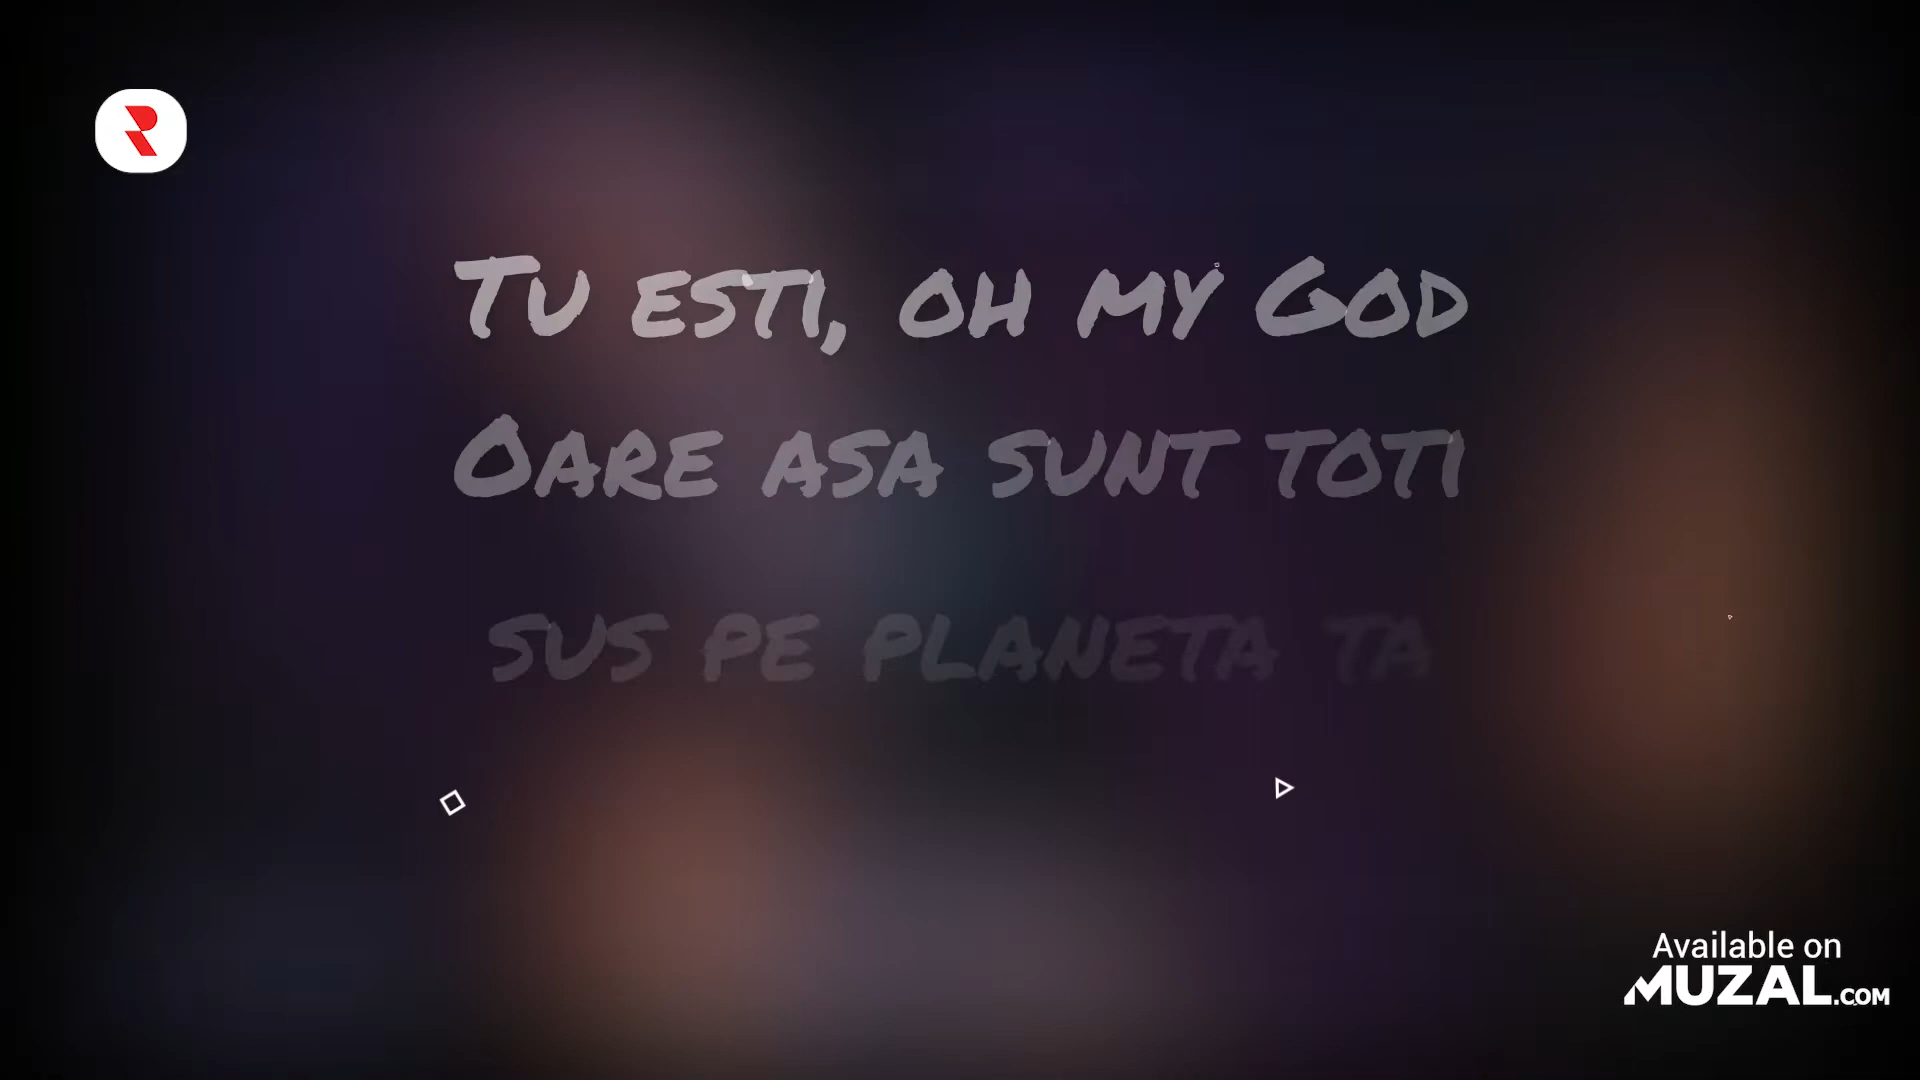 Tu esti, oh my God
Oare asa sunt toti
sus pe planeta ta
Available on
MUZAL.COM